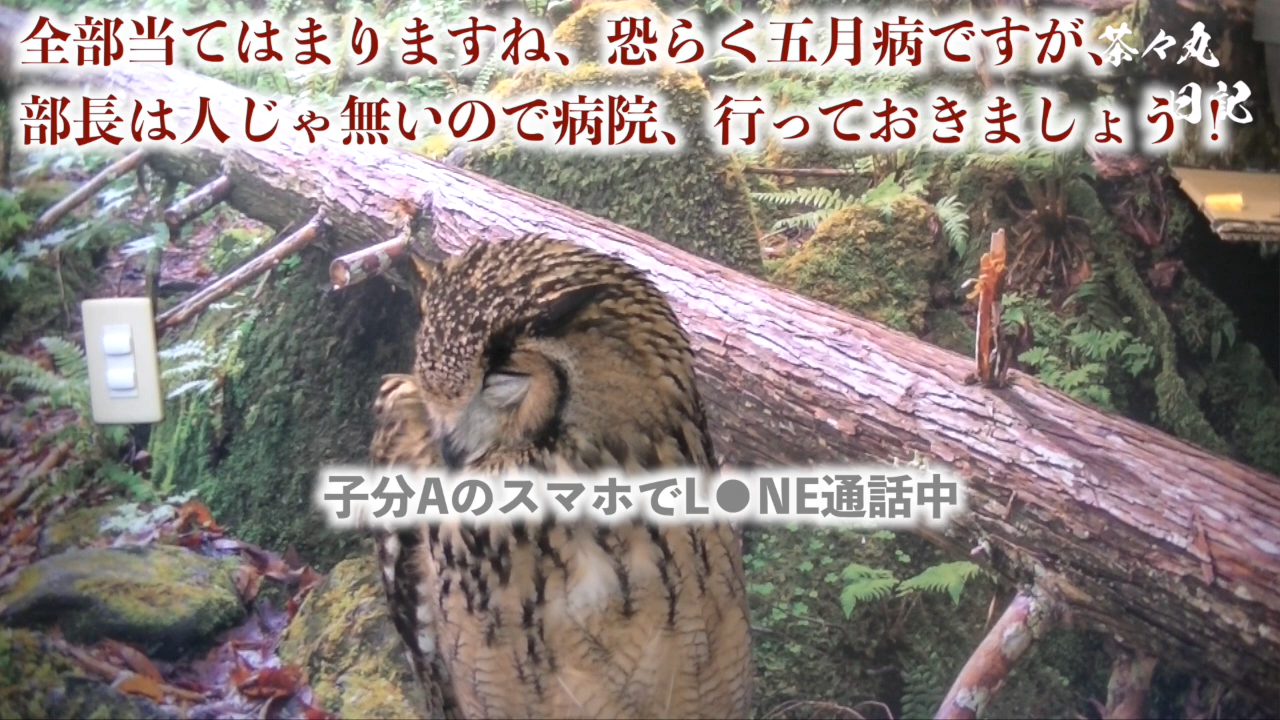 全部当てはまりますね、恐らく五月病ですが、
茶々丸
日記
部長は人じゃ無いので病院、行っておきましょう！
子分AのスマホでL●NE通話中